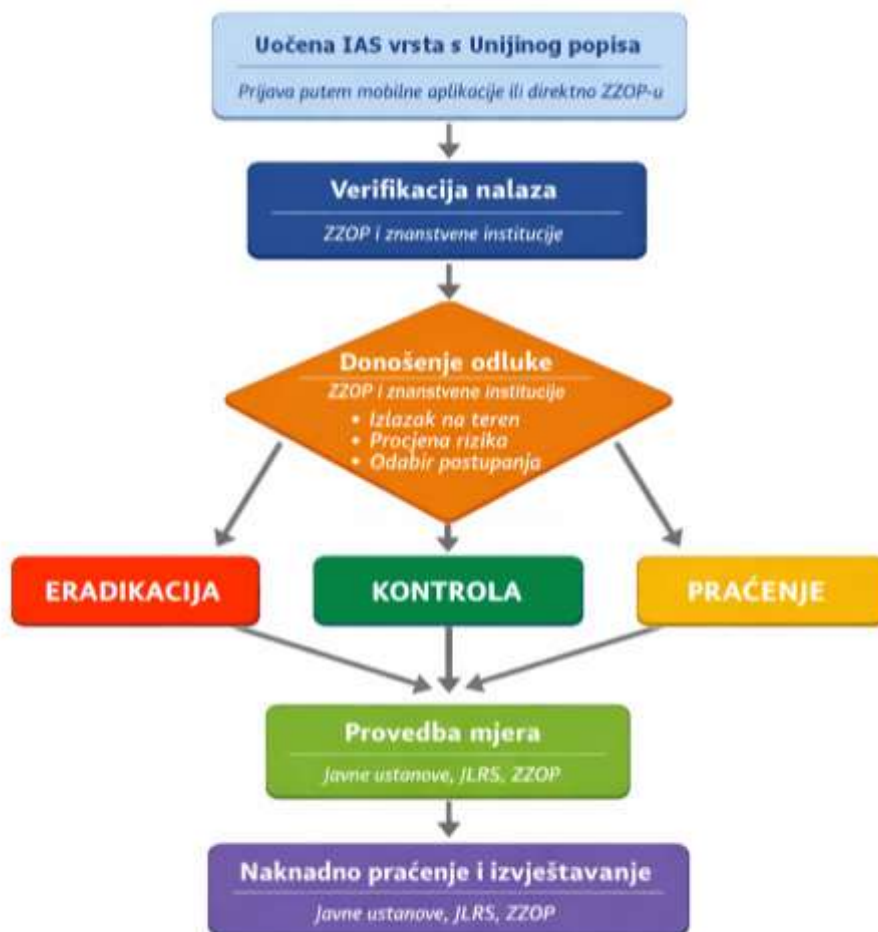 Uočena IAS vrsta s Unijinog popisa
Prijava putem mobilne aplikacije ili direktno ZZOP-u
Verifikacija nalaza
ZZOP i znanstvene institucije
Donošenje odluke
ZZOP i znanstvene institucije
• Izlazak na teren
• Procjena rizika
• Odabir postupanja
ERADIKACIJA
KONTROLA
PRAĆENJE
Provedba mjera
Javne ustanove, JLRS, ZZOP
Naknadno praćenje i izvještavanje
Javne ustanove, JLRS, ZZOP